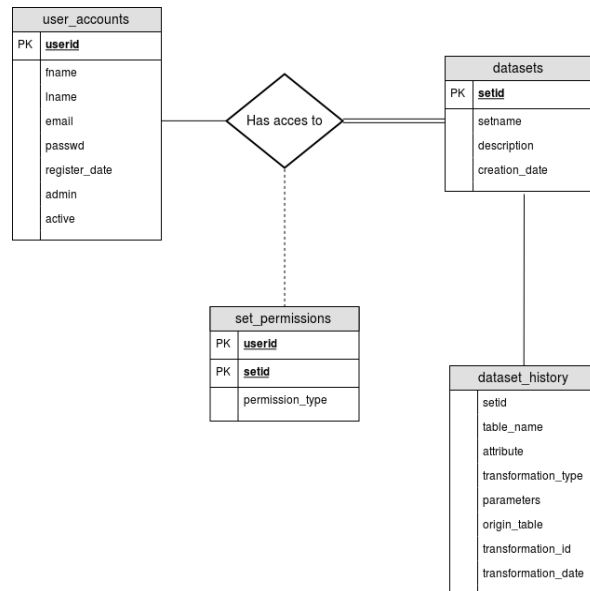 user_accounts
PK userid
fname
lname
email
passwd
register_date
admin
active
Has acces to
datasets
PK setid
setname
description
creation_date
set_permissions
PK userid
PK setid
permission_type
dataset_history
setid
table_name
attribute
transformation_type
parameters
origin_table
transformation_id
transformation_date